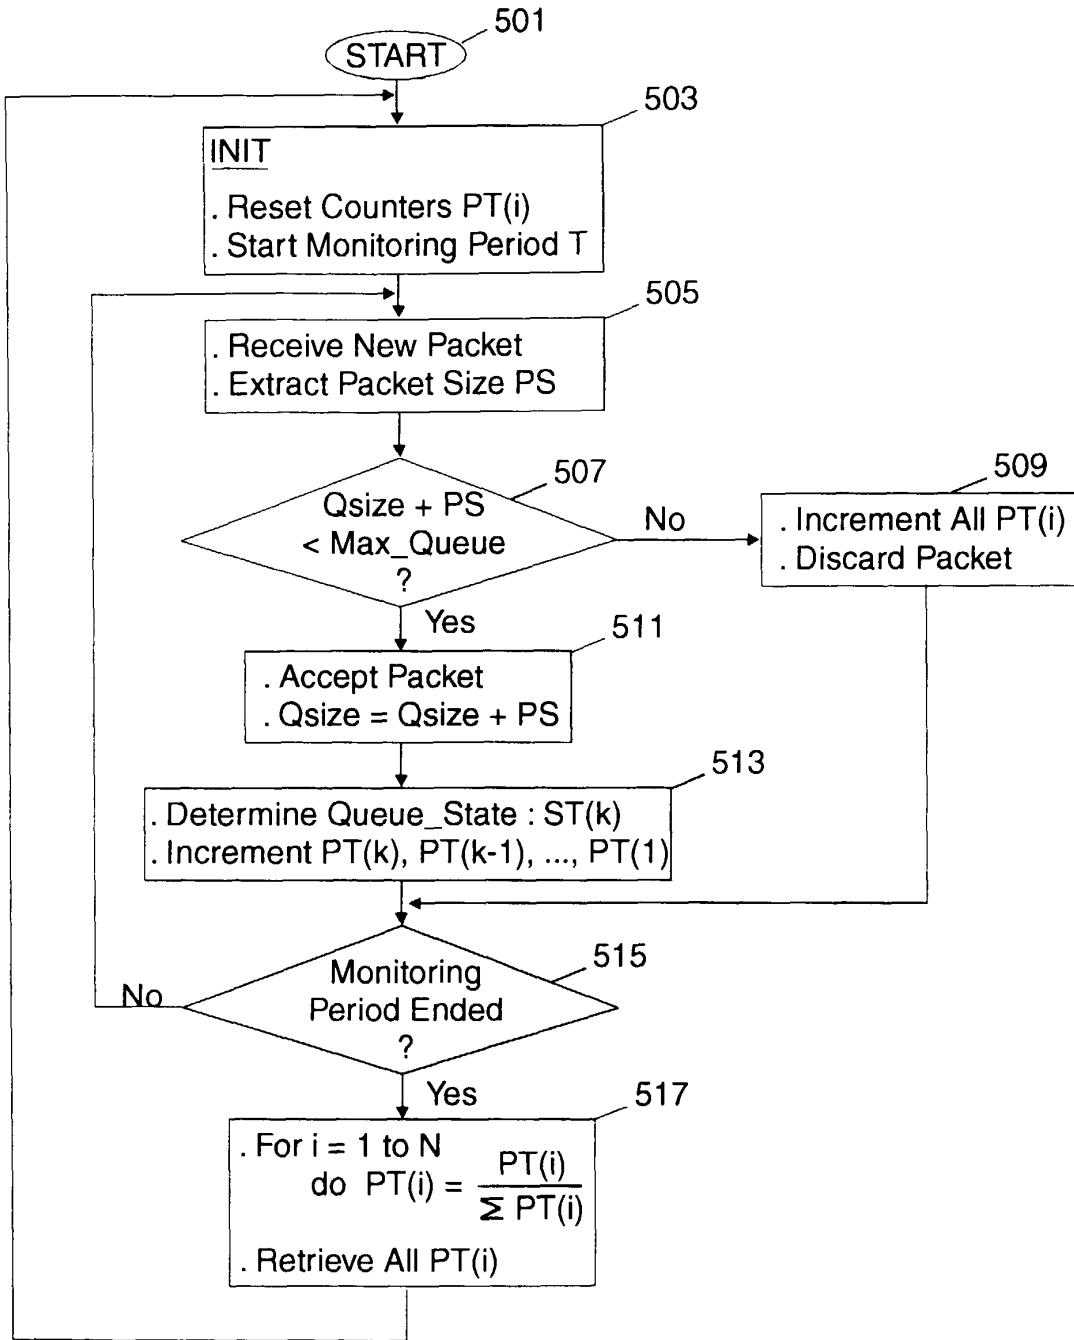 501
START
503
INIT
. Reset Counters PT(i)
. Start Monitoring Period T
505
. Receive New Packet
. Extract Packet Size PS
507
Qsize + PS
< Max_Queue
?
No
509
. Increment All PT(i)
. Discard Packet
Yes
511
. Accept Packet
. Qsize = Qsize + PS
513
. Determine Queue_State : ST(k)
. Increment PT(k), PT(k-1), ..., PT(1)
515
Monitoring
Period Ended
?
No
Yes
517
. For i = 1 to N
do PT(i) = PT(i)
Σ PT(i)
. Retrieve All PT(i)